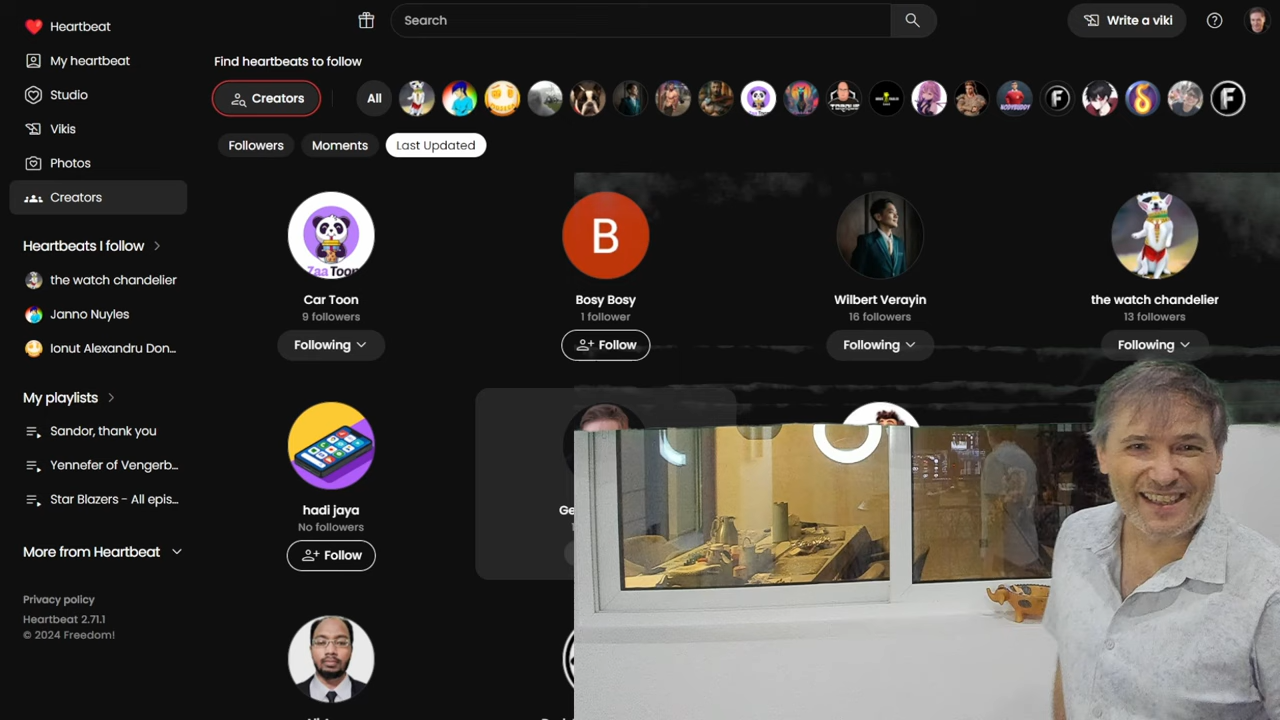 Heartbeat
Search
Write a viki
My heartbeat
Studio
Vikis
Photos
Creators
Heartbeats I follow
the watch chandelier
Janno Nuyles
Ionut Alexandru Don...
My playlists
Sandor, thank you
Yennefer of Vengerb...
Star Blazers - All epis...
More from Heartbeat
Privacy policy
Heartbeat 2.71.1
© 2024 Freedom!
Find heartbeats to follow
Creators
All
Followers
Moments
Last Updated
ZaaToon
Car Toon
9 followers
Following
B
Bosy Bosy
1 follower
Follow
Wilbert Verayin
16 followers
Following
the watch chandelier
13 followers
Following
hadi jaya
No followers
Follow
Ge